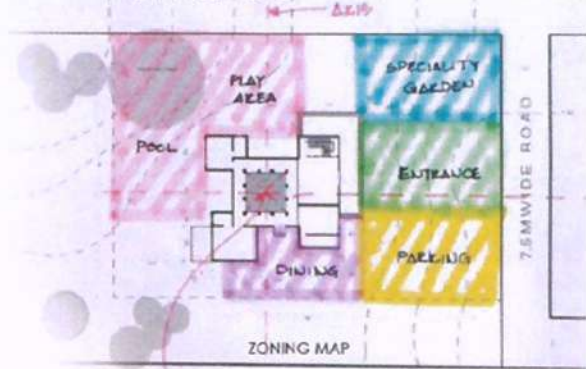 AXIS
PLAY
AREA
SPECIALITY
GARDEN
POOL
ENTRANCE
DINING
PARKING
7.5M WIDE ROAD
ZONING MAP